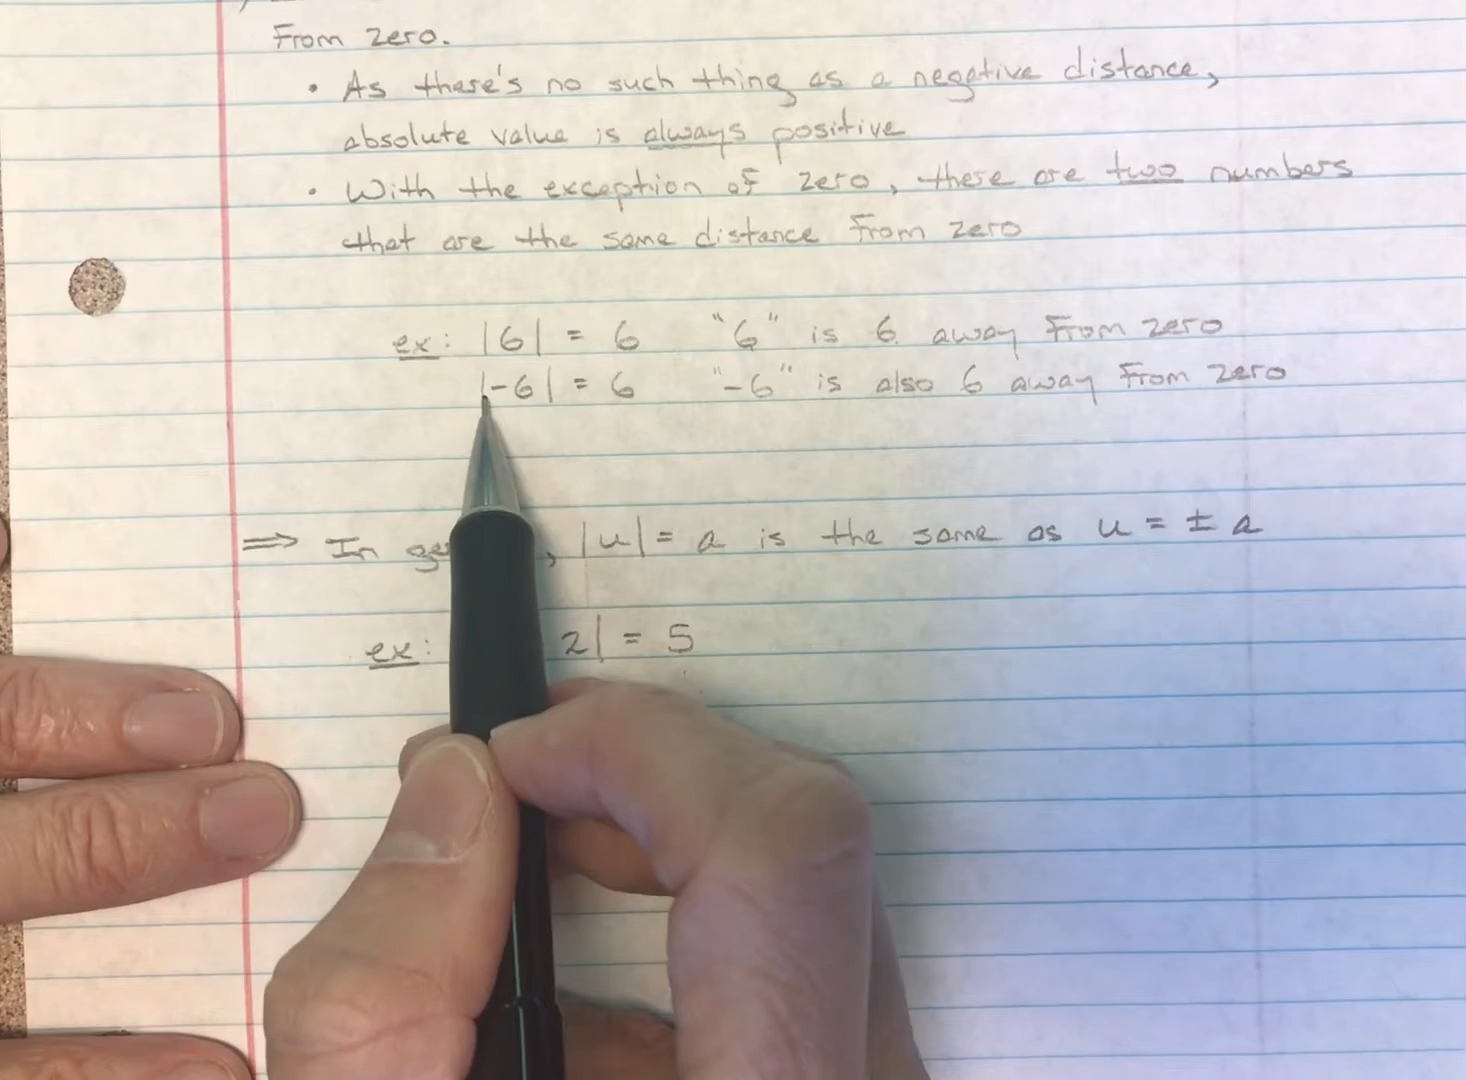 From zero.
• As there's no such thing as a negative distance,
absolute value is always positive
• With the exception of zero, there are two numbers
that are the same distance from zero
ex: |6| = 6 "6" is 6 away from zero
|-6| = 6 "-6" is also 6 away from zero
⇒ In , |u| = a is the same as u = ± a
ex: 2| = 5